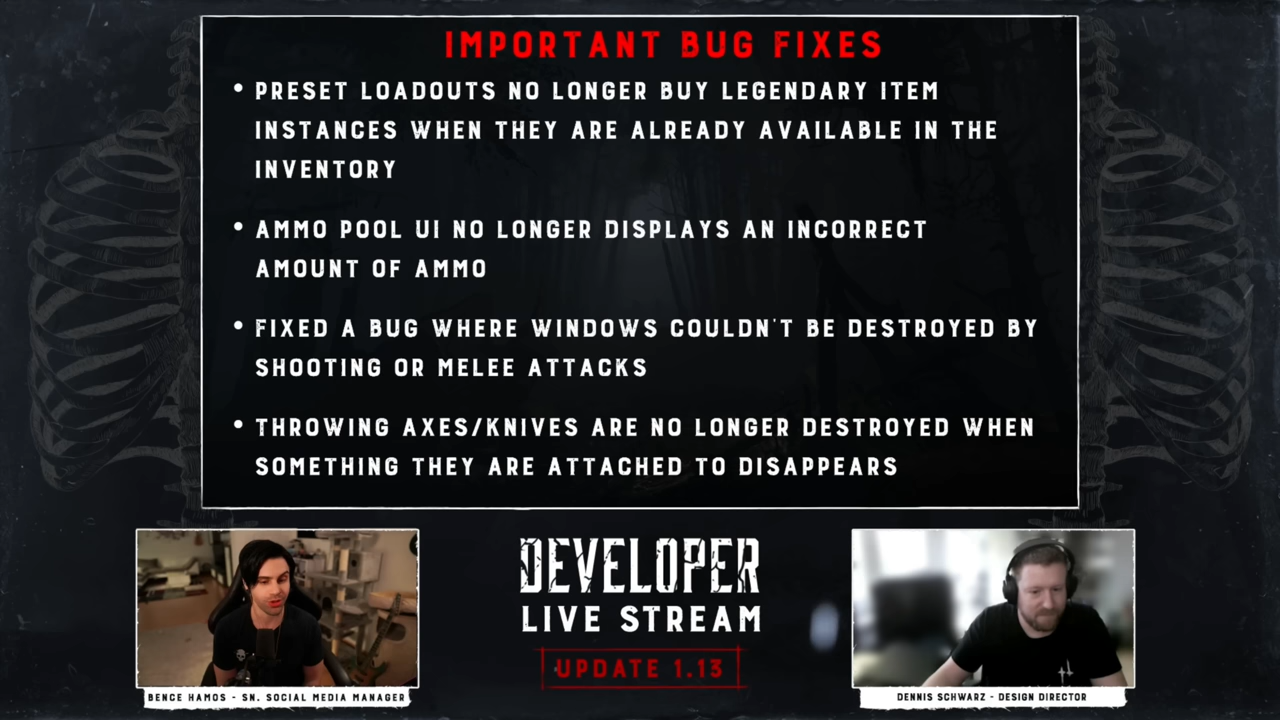 IMPORTANT BUG FIXES
• PRESET LOADOUTS NO LONGER BUY LEGENDARY ITEM
INSTANCES WHEN THEY ARE ALREADY AVAILABLE IN THE
INVENTORY
• AMMO POOL UI NO LONGER DISPLAYS AN INCORRECT
AMOUNT OF AMMO
• FIXED A BUG WHERE WINDOWS COULDN'T BE DESTROYED BY
SHOOTING OR MELEE ATTACKS
• THROWING AXES/KNIVES ARE NO LONGER DESTROYED WHEN
SOMETHING THEY ARE ATTACHED TO DISAPPEARS
DEVELOPER
LIVE STREAM
UPDATE 1.13
BENCE HAMOS - SN. SOCIAL MEDIA MANAGER
DENNIS SCHWARZ - DESIGN DIRECTOR